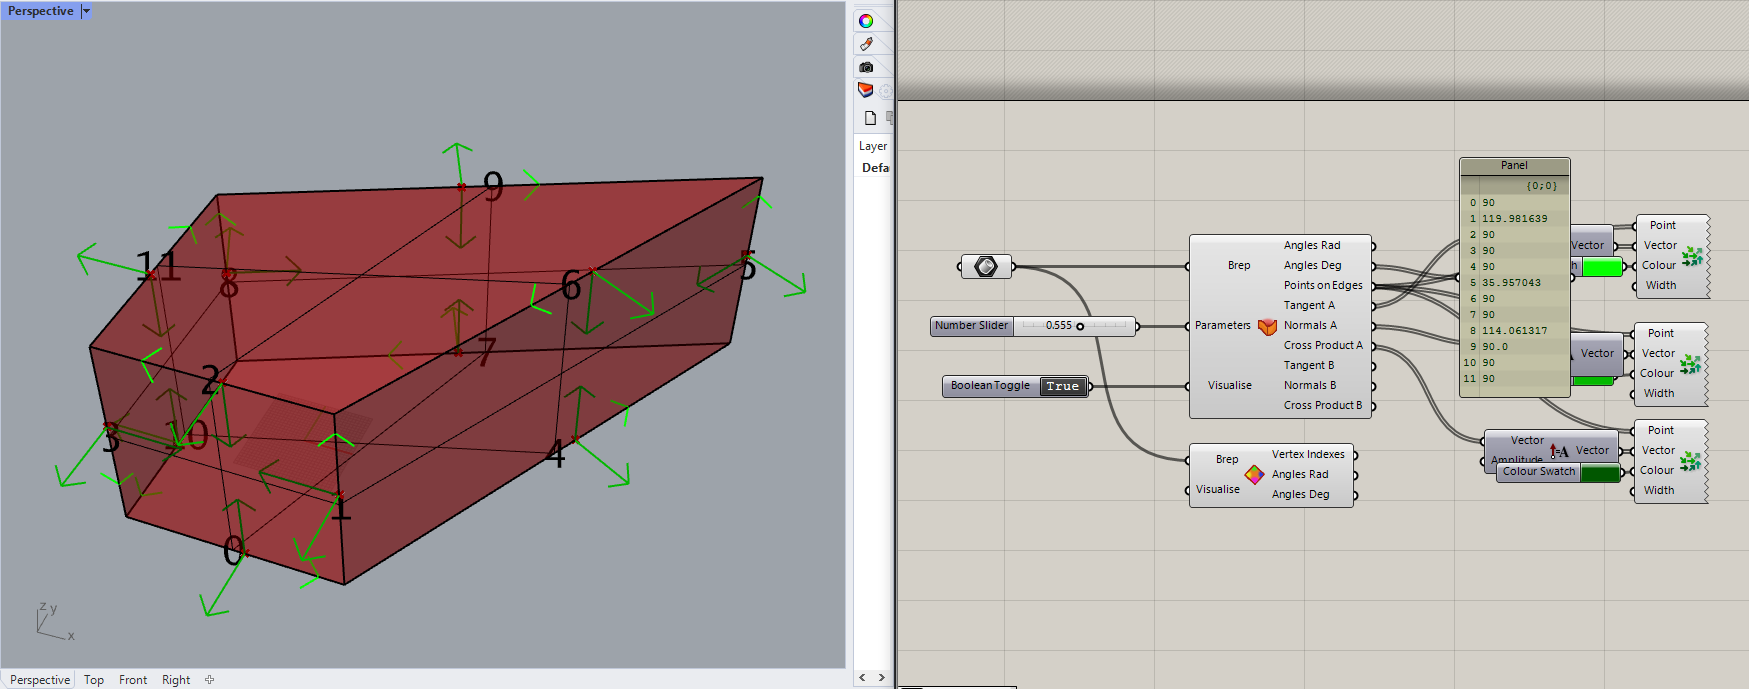 Perspective
9
11
8
6
5
2
7
3
10
4
1
0
z y
x
Perspective Top Front Right
Layer
Defa
Brep
Parameters
Visualise
Angles Rad
Angles Deg
Points on Edges
Tangent A
Normals A
Cross Product A
Tangent B
Normals B
Cross Product B
Number Slider 0.555
Boolean Toggle True
Brep
Visualise
Vertex Indexes
Angles Rad
Angles Deg
Panel
{0;0}
0 90
1 119.981639
2 90
3 90
4 90
5 35.957043
6 90
7 90
8 114.061317
9 90.0
10 90
11 90
Vector
h
Point
Vector
Colour
Width
Vector
Point
Vector
Colour
Width
Vector
Amplitude
Vector
Colour Swatch
Point
Vector
Colour
Width